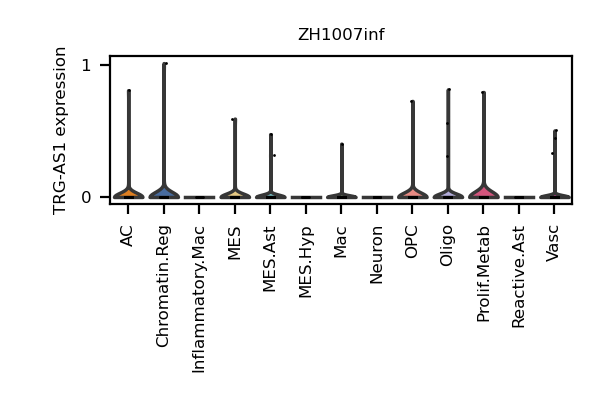 ZH1007inf
TRG-AS1 expression
1
0
AC
Chromatin.Reg
Inflammatory.Mac
MES
MES.Ast
MES.Hyp
Mac
Neuron
OPC
Oligo
Prolif.Metab
Reactive.Ast
Vasc